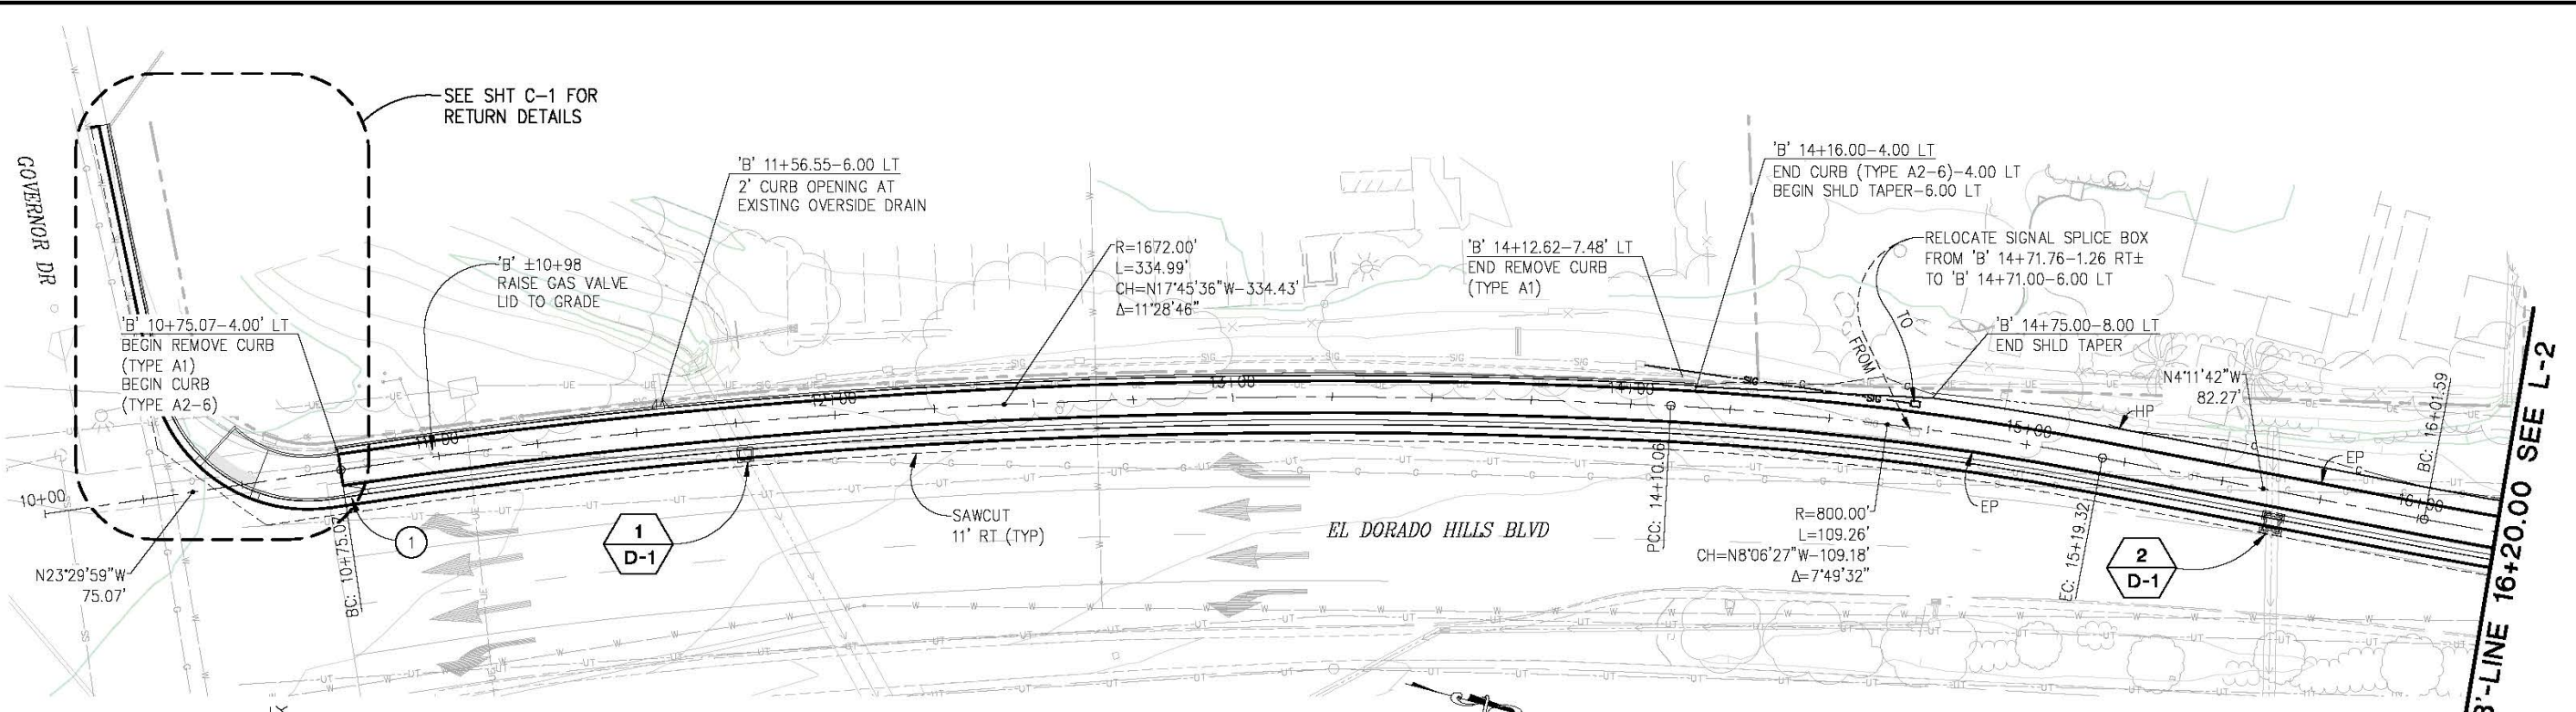 SEE SHT C-1 FOR
RETURN DETAILS
GOVERNOR DR
'B' 11+56.55-6.00 LT
2' CURB OPENING AT
EXISTING OVERSIDE DRAIN
'B' 14+16.00-4.00 LT
END CURB (TYPE A2-6)-4.00 LT
BEGIN SHLD TAPER-6.00 LT
'B' ±10+98
RAISE GAS VALVE
LID TO GRADE
R=1672.00'
L=334.99'
CH=N17°45'36"W-334.43'
Δ=11°28'46"
'B' 14+12.62-7.48' LT
END REMOVE CURB
(TYPE A1)
RELOCATE SIGNAL SPLICE BOX
FROM 'B' 14+71.76-1.26 RT±
TO 'B' 14+71.00-6.00 LT
'B' 10+75.07-4.00' LT
BEGIN REMOVE CURB
(TYPE A1)
BEGIN CURB
(TYPE A2-6)
TO
FROM
'B' 14+75.00-8.00 LT
END SHLD TAPER
N4°11'42"W
82.27'
BC: 16+01.59
HP
EP
10+00
11+00
12+00
13+00
14+00
15+00
16+00
N23°29'59"W
75.07'
BC: 10+75.07
1
1
D-1
SAWCUT
11' RT (TYP)
EL DORADO HILLS BLVD
PCC: 14+10.06
R=800.00'
L=109.26'
CH=N8°06'27"W-109.18'
Δ=7°49'32"
EP
EC: 15+19.32
2
D-1
'B'-LINE 16+20.00 SEE L-2